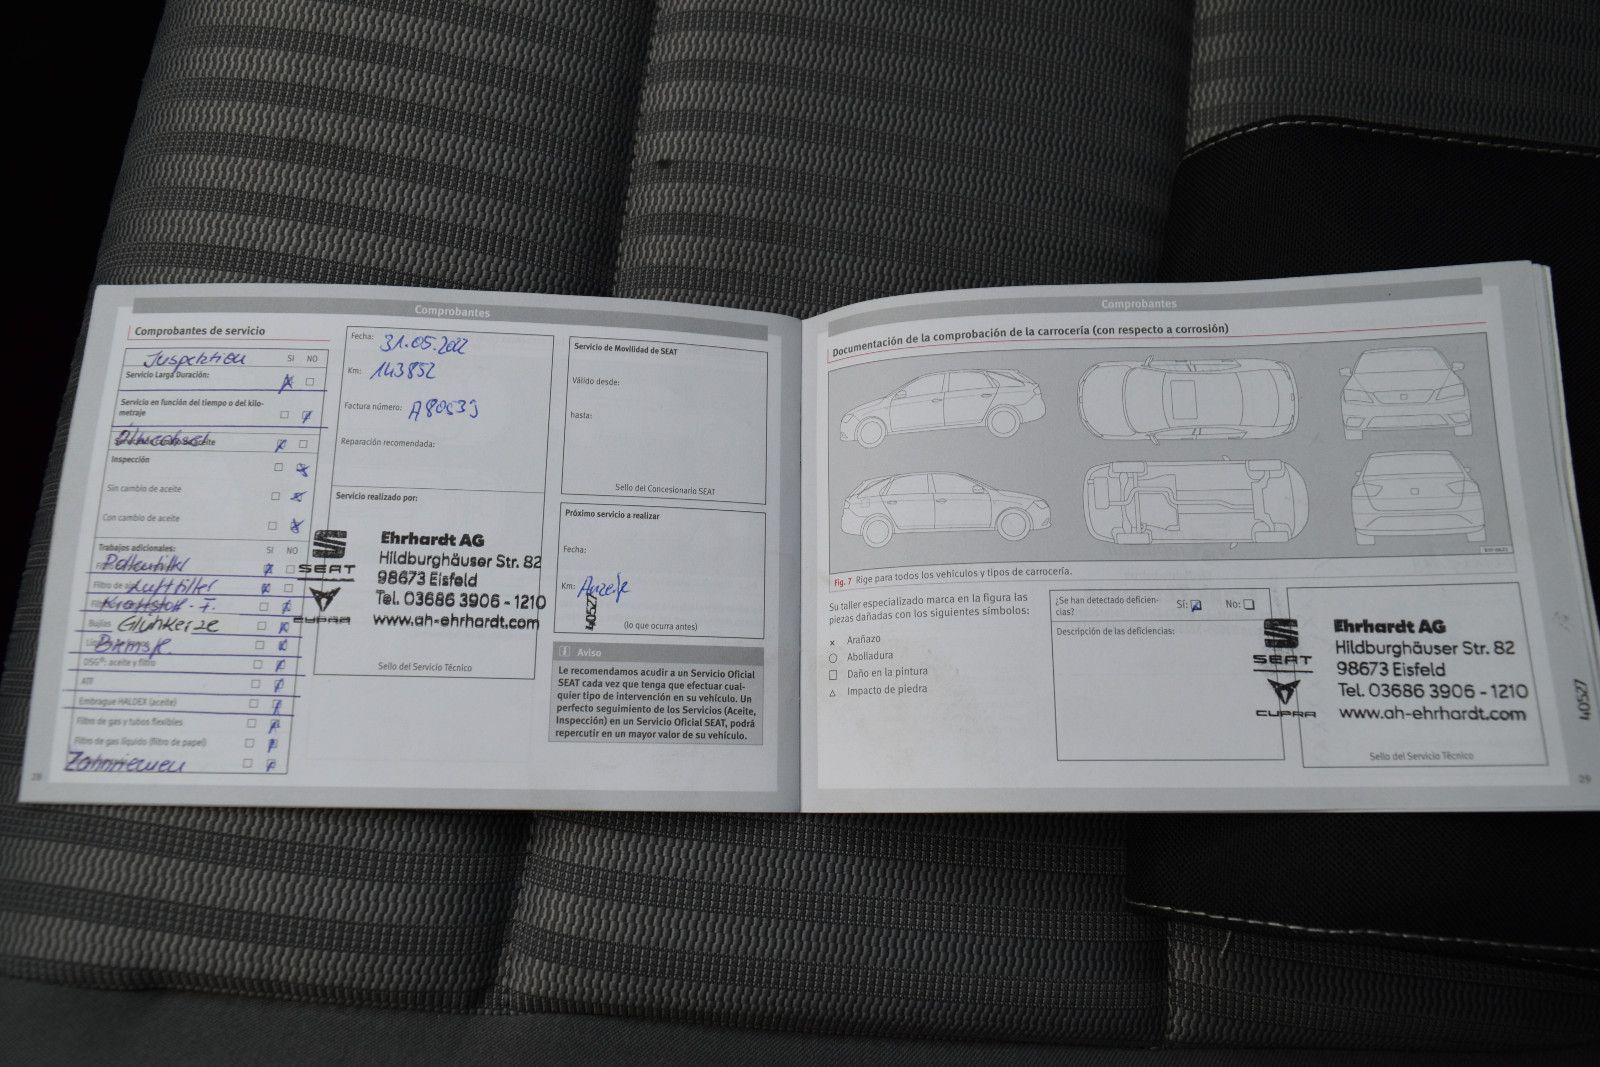 Comprobantes
Comprobantes de servicio
Inspektion
SI NO
Servicio Larga Duración:
Servicio en función del tiempo o del kilo-
metraje
Ölwechsel
Inspección
Sin cambio de aceite
Con cambio de aceite
Trabajos adicionales:
SI NO
Pollenfilter
Luftfilter
Kraftstoff-F.
Bujías Glühkerze
Bremsfl.
DSG®: aceite y filtro
ATF
Embrague HALDEX (aceite)
Filtro de gas y tubos flexibles
Filtro de gas líquido (filtro de papel)
Zahnriemen
28
Fecha: 31.05.2022
Km: 143852
Factura número:
Reparación recomendada:
Servicio realizado por:
SEAT
CUPRA
Ehrhardt AG
Hildburghäuser Str. 82
98673 Eisfeld
Tel. 03686 3906 - 1210
www.ah-ehrhardt.com
40527
Sello del Servicio Técnico
Servicio de Movilidad de SEAT
Válido desde:
hasta:
Sello del Concesionario SEAT
Próximo servicio a realizar
Fecha:
Km: Anzeige
(lo que ocurra antes)
i Aviso
Le recomendamos acudir a un Servicio Oficial
SEAT cada vez que tenga que efectuar cual-
quier tipo de intervención en su vehículo. Un
perfecto seguimiento de los Servicios (Aceite,
Inspección) en un Servicio Oficial SEAT, podrá
repercutir en un mayor valor de su vehículo.
Comprobantes
Documentación de la comprobación de la carrocería (con respecto a corrosión)
Fig. 7 Rige para todos los vehículos y tipos de carrocería.
Su taller especializado marca en la figura las
piezas dañadas con los siguientes símbolos:
× Arañazo
○ Abolladura
□ Daño en la pintura
△ Impacto de piedra
¿Se han detectado deficien-
cias?
Sí: No:
Descripción de las deficiencias:
SEAT
CUPRA
Ehrhardt AG
Hildburghäuser Str. 82
98673 Eisfeld
Tel. 03686 3906 - 1210
www.ah-ehrhardt.com
40527
Sello del Servicio Técnico
29